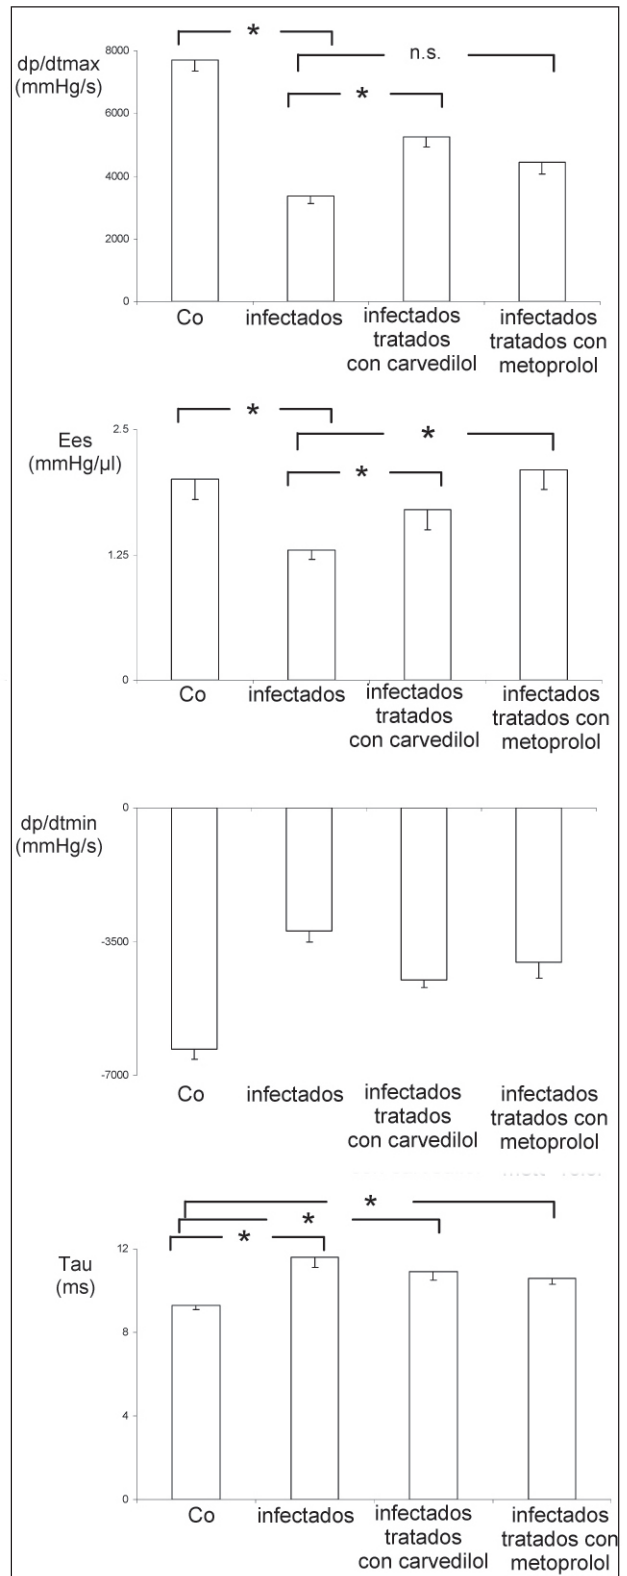 *
dp/dtmax
(mmHg/s)
n.s.
*
8000
6000
4000
2000
0
Co
infectados
infectados
tratados
con carvedilol
infectados
tratados con
metoprolol
*
Ees
(mmHg/µl)
*
*
2.5
1.25
0
Co
infectados
infectados
tratados
con carvedilol
infectados
tratados con
metoprolol
dp/dtmin
(mmHg/s)
0
-3500
-7000
Co
infectados
infectados
tratados
con carvedilol
infectados
tratados con
metoprolol
*
*
*
Tau
(ms)
12
8
4
0
Co
infectados
infectados
tratados
con carvedilol
infectados
tratados con
metoprolol